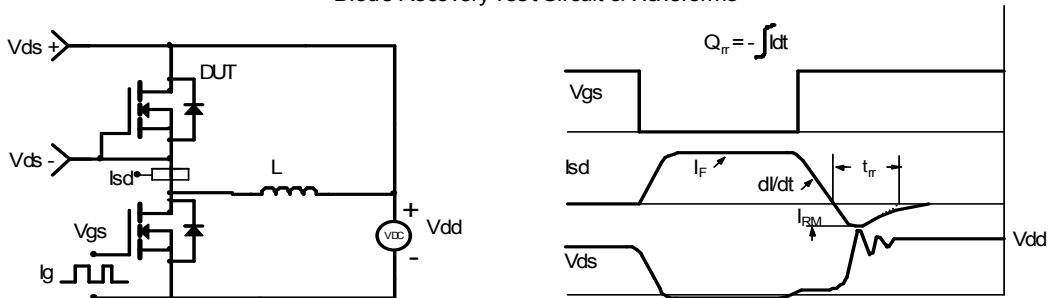 Diode Recovery Test Circuit & Waveforms
Vds +
DUT
Vds -
Isd
L
Vgs
Ig
VDC
+
-
Vdd
Qrr = - ∫Idt
Vgs
Isd
IF
dI/dt
trr
IRM
Vdd
Vds